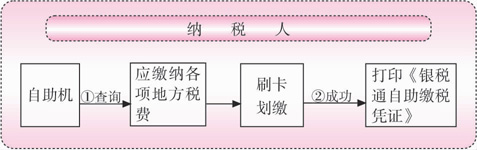 纳 税 人
自助机
①查询
应缴纳各
项地方税
费
刷卡
划缴
②成功
打印《银税
通自助缴税
凭证》